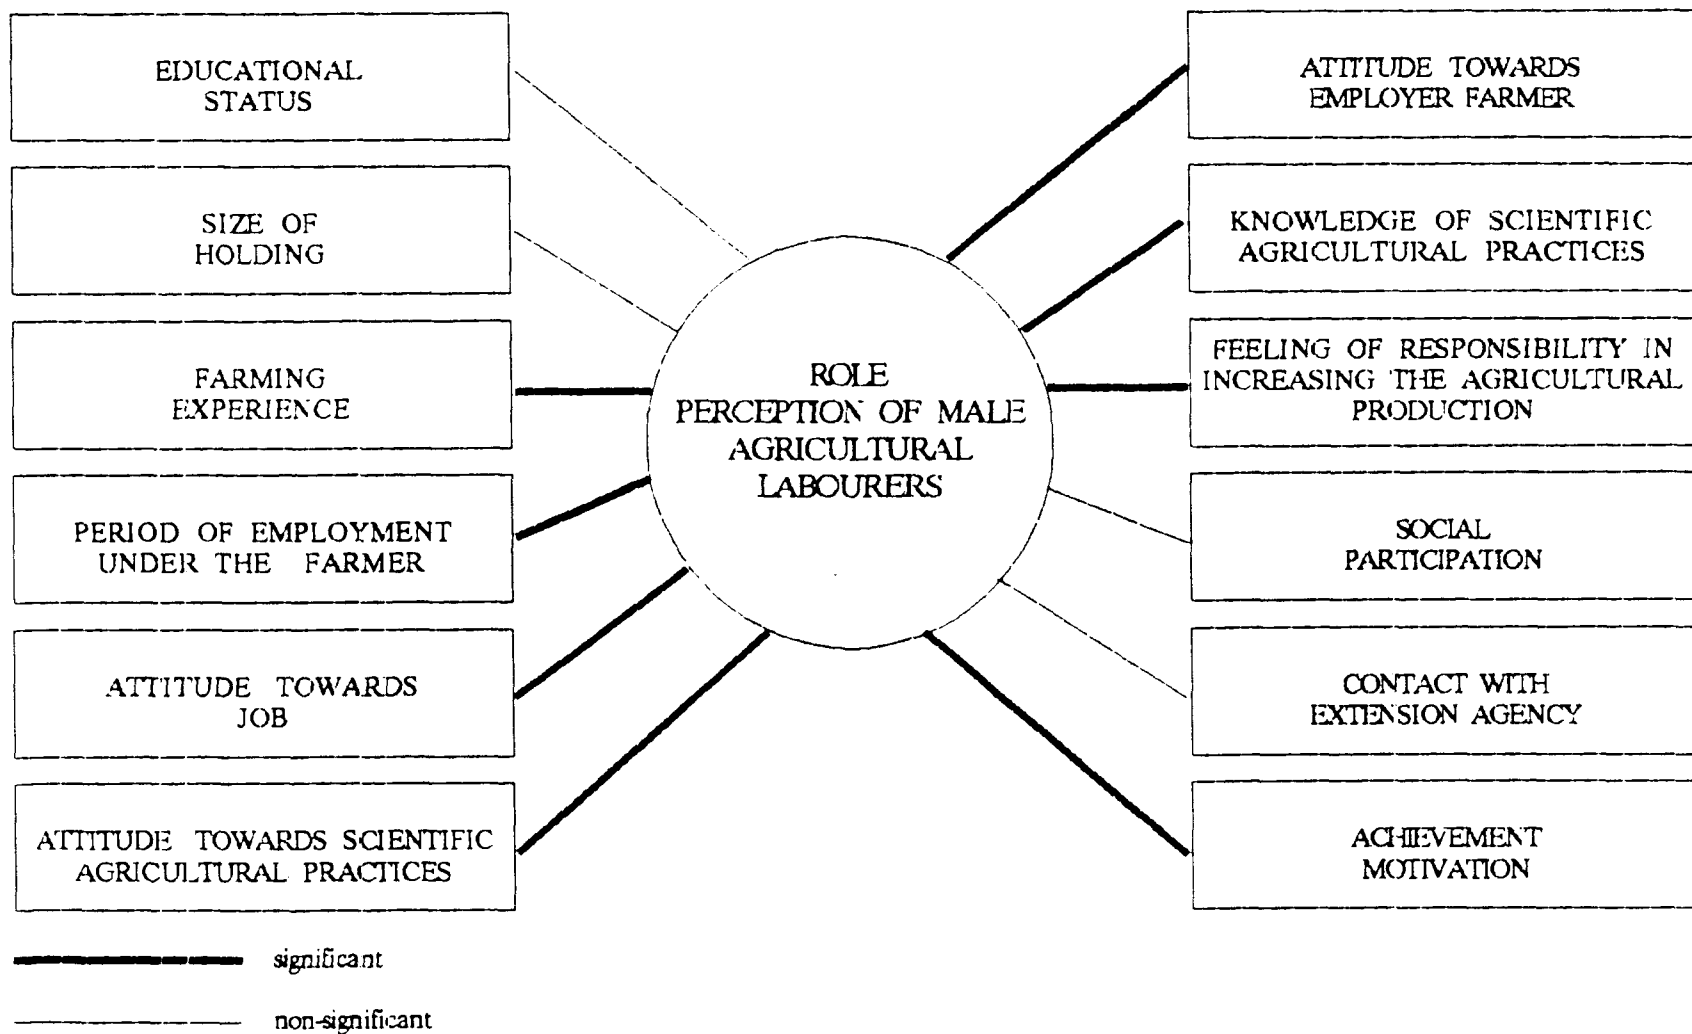 EDUCATIONAL
STATUS
SIZE OF
HOLDING
FARMING
EXPERIENCE
PERIOD OF EMPLOYMENT
UNDER THE FARMER
ATTITUDE TOWARDS
JOB
ATTITUDE TOWARDS SCIENTIFIC
AGRICULTURAL PRACTICES
ROLE
PERCEPTION OF MALE
AGRICULTURAL
LABOURERS
ATTITUDE TOWARDS
EMPLOYER FARMER
KNOWLEDGE OF SCIENTIFIC
AGRICULTURAL PRACTICES
FEELING OF RESPONSIBILITY IN
INCREASING THE AGRICULTURAL
PRODUCTION
SOCIAL
PARTICIPATION
CONTACT WITH
EXTENSION AGENCY
ACHIEVEMENT
MOTIVATION
significant
non-significant